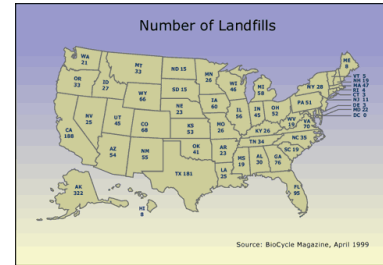 Number of Landfills
WA
21
OR
33
CA
188
ID
27
NV
25
MT
33
WY
66
UT
45
AZ
54
CO
68
NM
55
ND 15
SD 15
NE
23
KS
53
OK
41
TX 181
MN
26
IA
60
MO
26
AR
23
LA
25
WI
46
IL
56
MI
58
IN
45
OH
52
KY 26
TN 34
MS
19
AL
30
GA
76
FL
95
SC 19
NC 35
VA
70
WV
19
PA 51
NY 28
ME
8
VT 5
NH 19
MA 47
RI 4
CT 3
NJ 11
DE 3
MD 22
DC 0
AK
322
HI
8
Source: BioCycle Magazine, April 1999